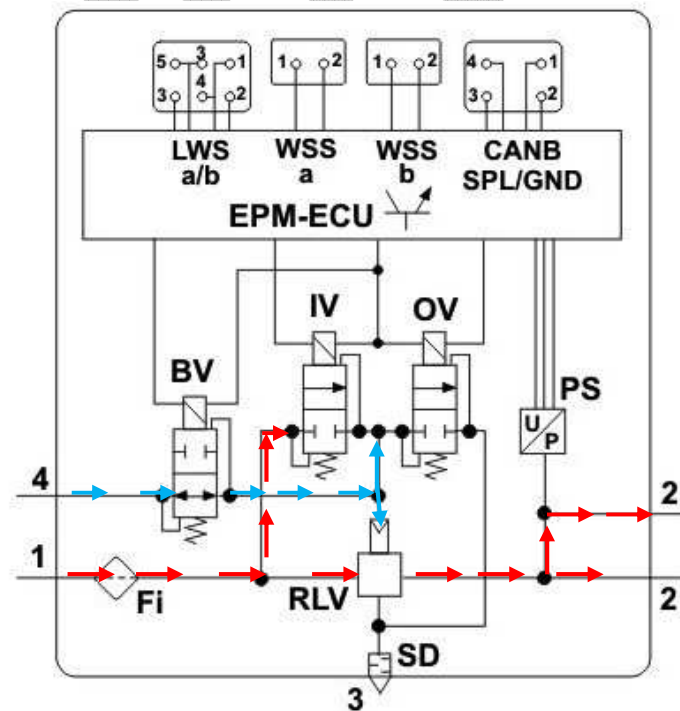 5 3 1
3 4 2
1 2
1 2
4 1
3 2
LWS
a/b
WSS
a
WSS
b
CANB
SPL/GND
EPM-ECU
IV
OV
BV
PS
U
P
4
2
1
Fi
RLV
2
SD
3